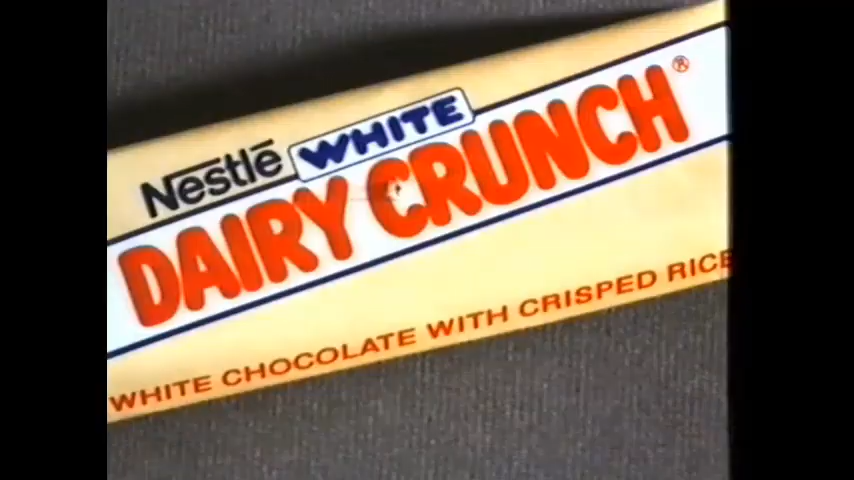 Nestlé WHITE
DAIRY CRUNCH®
WHITE CHOCOLATE WITH CRISPED RICE